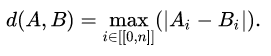 d(A, B) = max_{i∈[[0,n]]} (|A_i − B_i|).